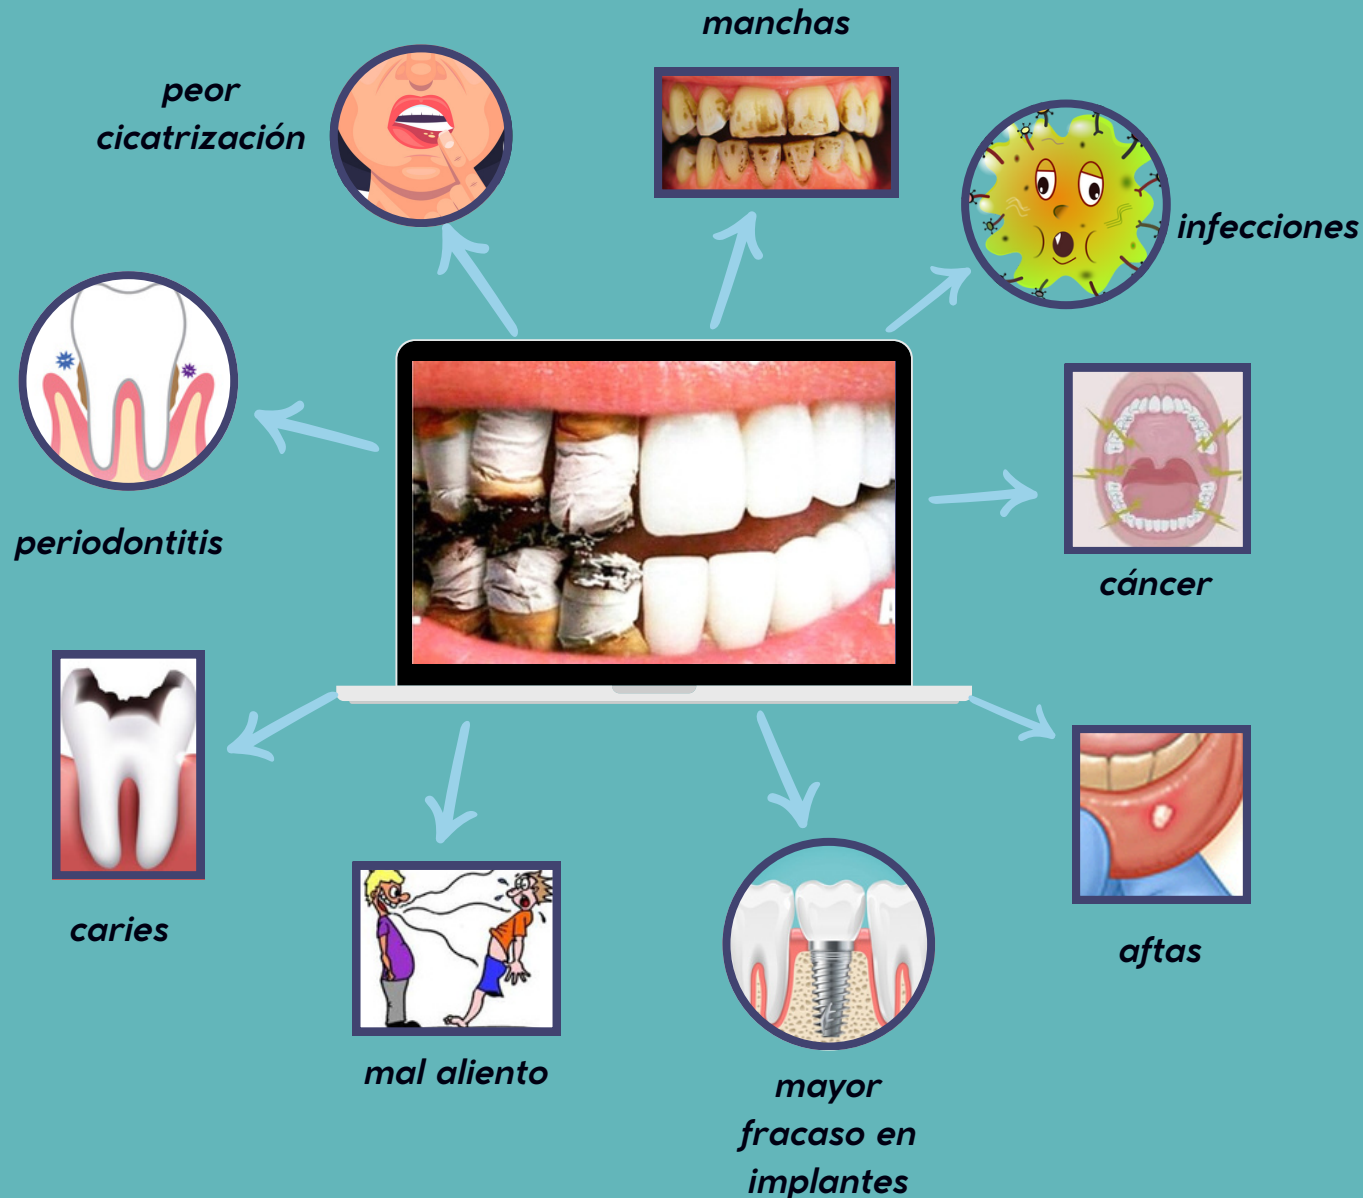 manchas
peor
cicatrización
infecciones
periodontitis
cáncer
caries
aftas
mal aliento
mayor
fracaso en
implantes